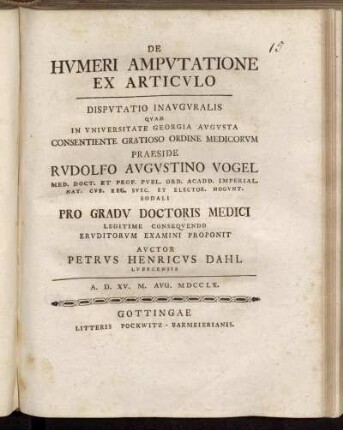 15
DE
HVMERI AMPVTATIONE
EX ARTICVLO
DISPVTATIO INAVGVRALIS
QVAM
IN VNIVERSITATE GEORGIA AVGVSTA
CONSENTIENTE GRATIOSO ORDINE MEDICORVM
PRAESIDE
RVDOLFO AVGVSTINO VOGEL
MED. DOCT. ET PROF. PVBL. ORD. ACADD. IMPERIAL.
NAT. CVR. REG. SVEC. ET ELECTOR. MOGVNT.
SODALI
PRO GRADV DOCTORIS MEDICI
LEGITIME CONSEQVENDO
ERVDITORVM EXAMINI PROPONIT
AVCTOR
PETRVS HENRICVS DAHL
LVBECENSIS
A. D. XV. M. AVG. MDCCLX.
GOTTINGAE
LITTERIS POCKWITZ-BARMEIERIANIS.